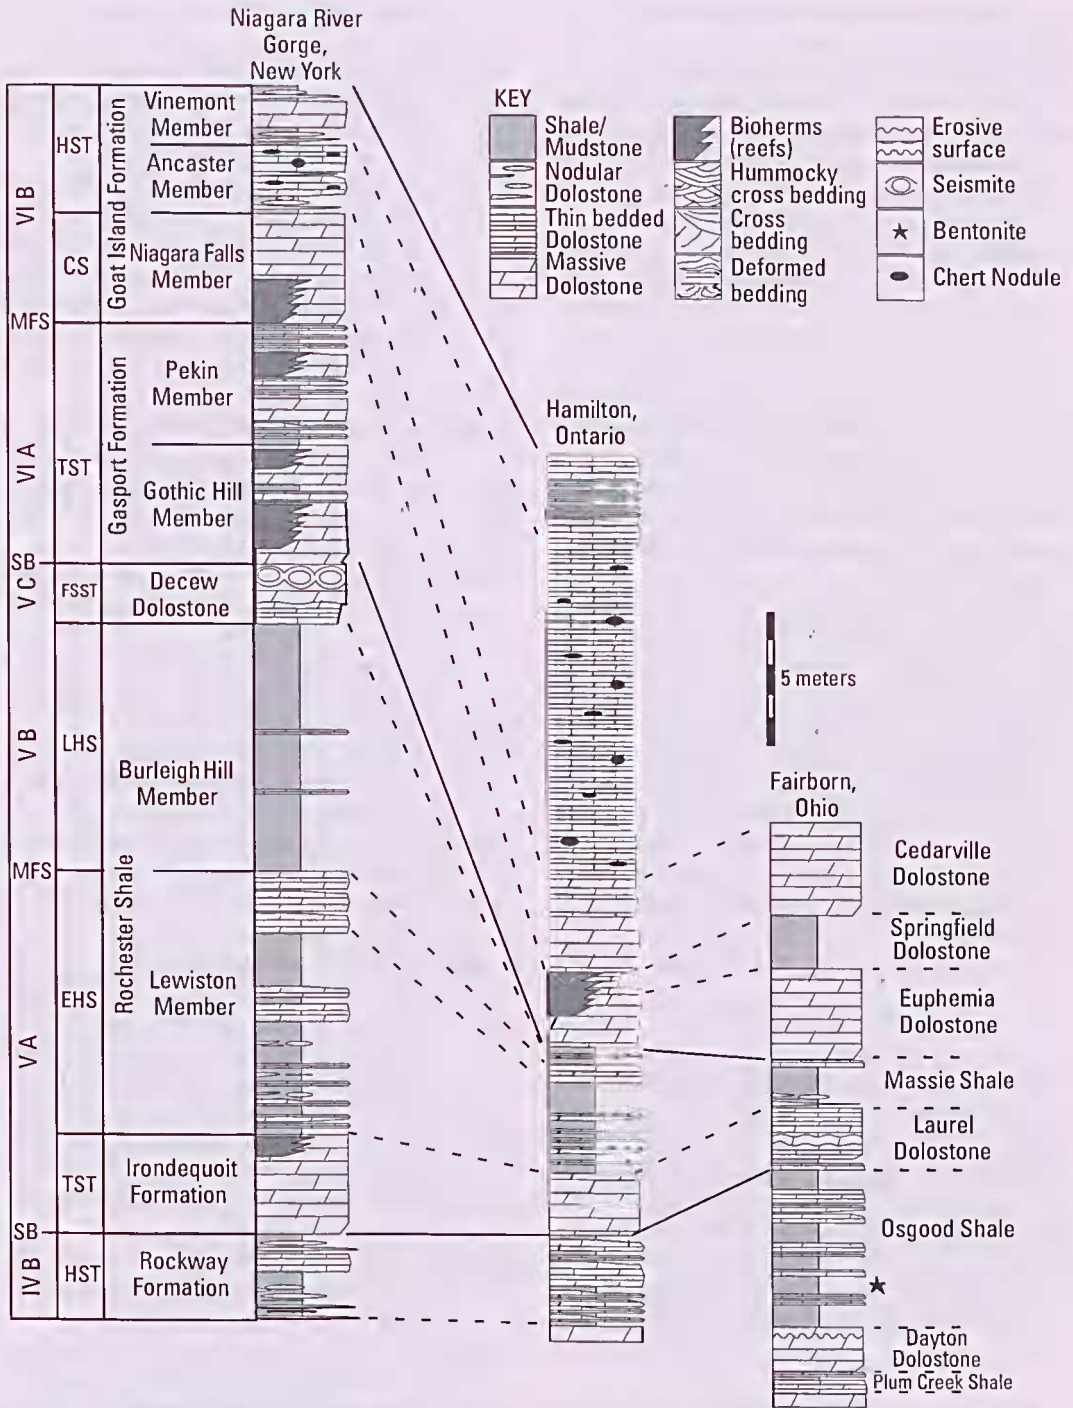 Niagara River
Gorge,
New York
VI B
VI A
V C
V B
V A
IV B
MFS
SB
MFS
SB
HST
CS
TST
FSST
LHS
EHS
TST
HST
Goat Island Formation
Gasport Formation
Rochester Shale
Vinemont
Member
Ancaster
Member
Niagara Falls
Member
Pekin
Member
Gothic Hill
Member
Decew
Dolostone
Burleigh Hill
Member
Lewiston
Member
Irondequoit
Formation
Rockway
Formation
KEY
Shale/
Mudstone
Nodular
Dolostone
Thin bedded
Dolostone
Massive
Dolostone
Bioherms
(reefs)
Hummocky
cross bedding
Cross
bedding
Deformed
bedding
Erosive
surface
Seismite
Bentonite
Chert Nodule
Hamilton,
Ontario
5 meters
Fairborn,
Ohio
Cedarville
Dolostone
Springfield
Dolostone
Euphemia
Dolostone
Massie Shale
Laurel
Dolostone
Osgood Shale
Dayton
Dolostone
Plum Creek Shale